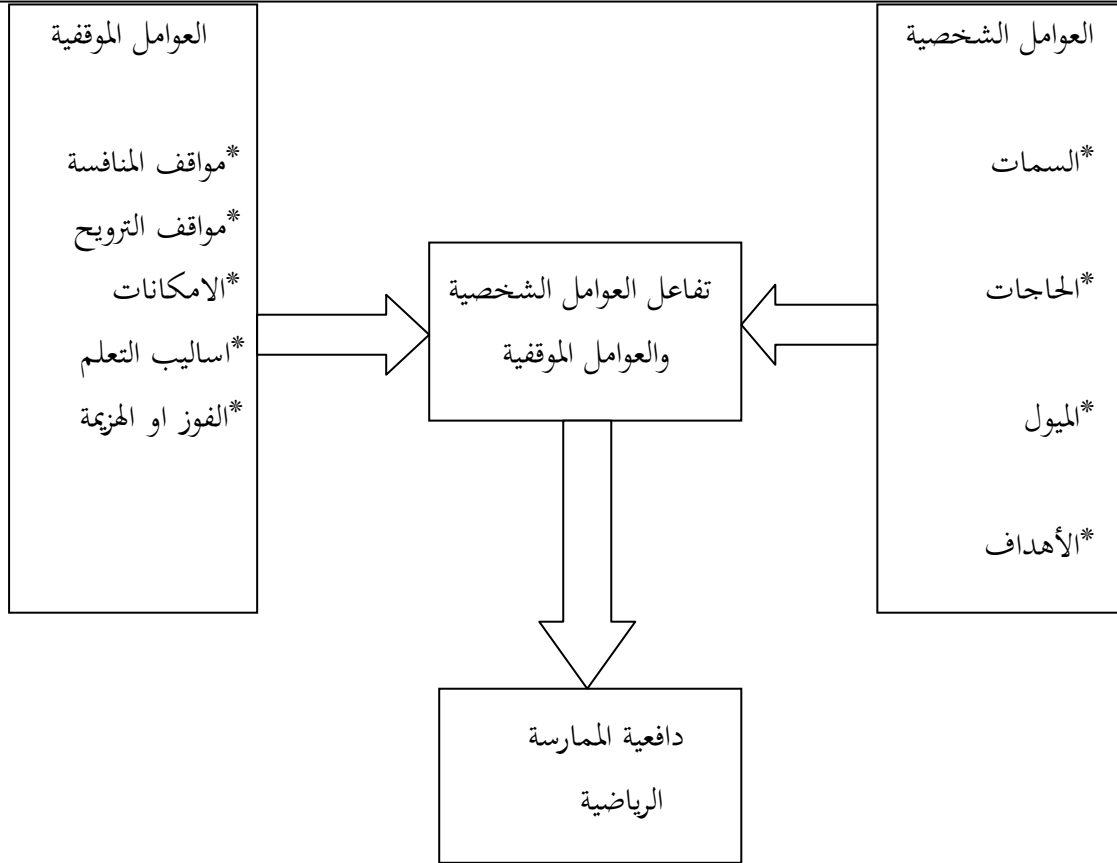 العوامل الشخصية
*السمات
*الحاجات
*الميول
*الأهداف
العوامل الموقفية
*مواقف المنافسة
*مواقف الترويح
*الامكانات
*اساليب التعلم
*الفوز او الهزيمة
تفاعل العوامل الشخصية
والعوامل الموقفية
دافعية الممارسة
الرياضية